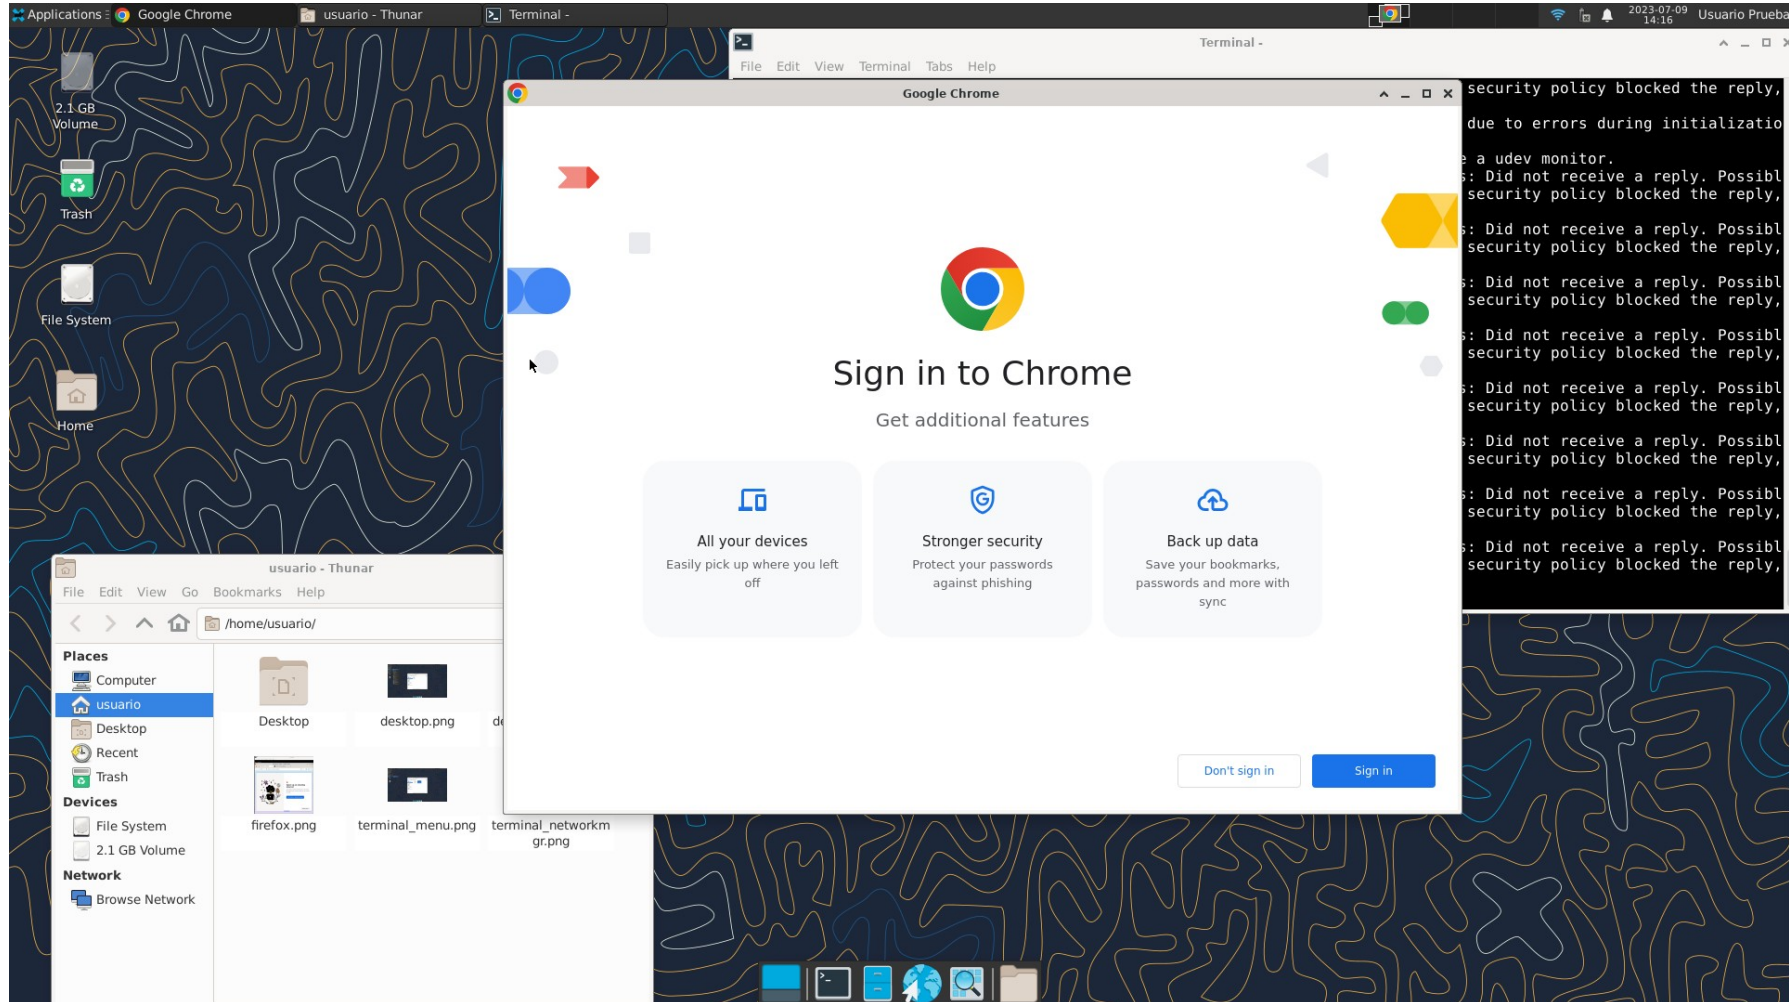 Applications
Google Chrome
usuario - Thunar
Terminal -
2023-07-09
14:16
Usuario Prueba
2.1 GB
Volume
Trash
File System
Home
Terminal -
File Edit View Terminal Tabs Help
security policy blocked the reply,
due to errors during initializatio
a udev monitor.
s: Did not receive a reply. Possibl
security policy blocked the reply,
s: Did not receive a reply. Possibl
security policy blocked the reply,
s: Did not receive a reply. Possibl
security policy blocked the reply,
s: Did not receive a reply. Possibl
security policy blocked the reply,
s: Did not receive a reply. Possibl
security policy blocked the reply,
s: Did not receive a reply. Possibl
security policy blocked the reply,
s: Did not receive a reply. Possibl
security policy blocked the reply,
s: Did not receive a reply. Possibl
security policy blocked the reply,
Google Chrome
Sign in to Chrome
Get additional features
All your devices
Easily pick up where you left
off
Stronger security
Protect your passwords
against phishing
Back up data
Save your bookmarks,
passwords and more with
sync
Don't sign in
Sign in
usuario - Thunar
File Edit View Go Bookmarks Help
/home/usuario/
Places
Computer
usuario
Desktop
Recent
Trash
Devices
File System
2.1 GB Volume
Network
Browse Network
Desktop
desktop.png
firefox.png
terminal_menu.png
terminal_networkm
gr.png